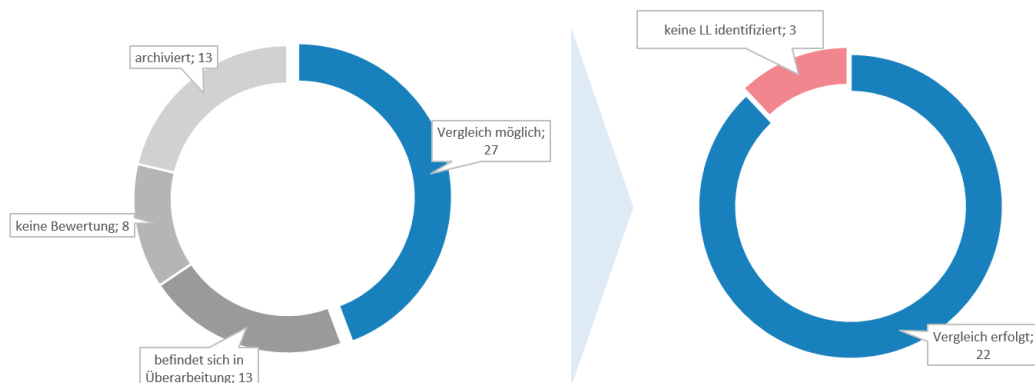 archiviert; 13
Vergleich möglich;
27
keine Bewertung; 8
befindet sich in
Überarbeitung; 13
keine LL identifiziert; 3
Vergleich erfolgt;
22